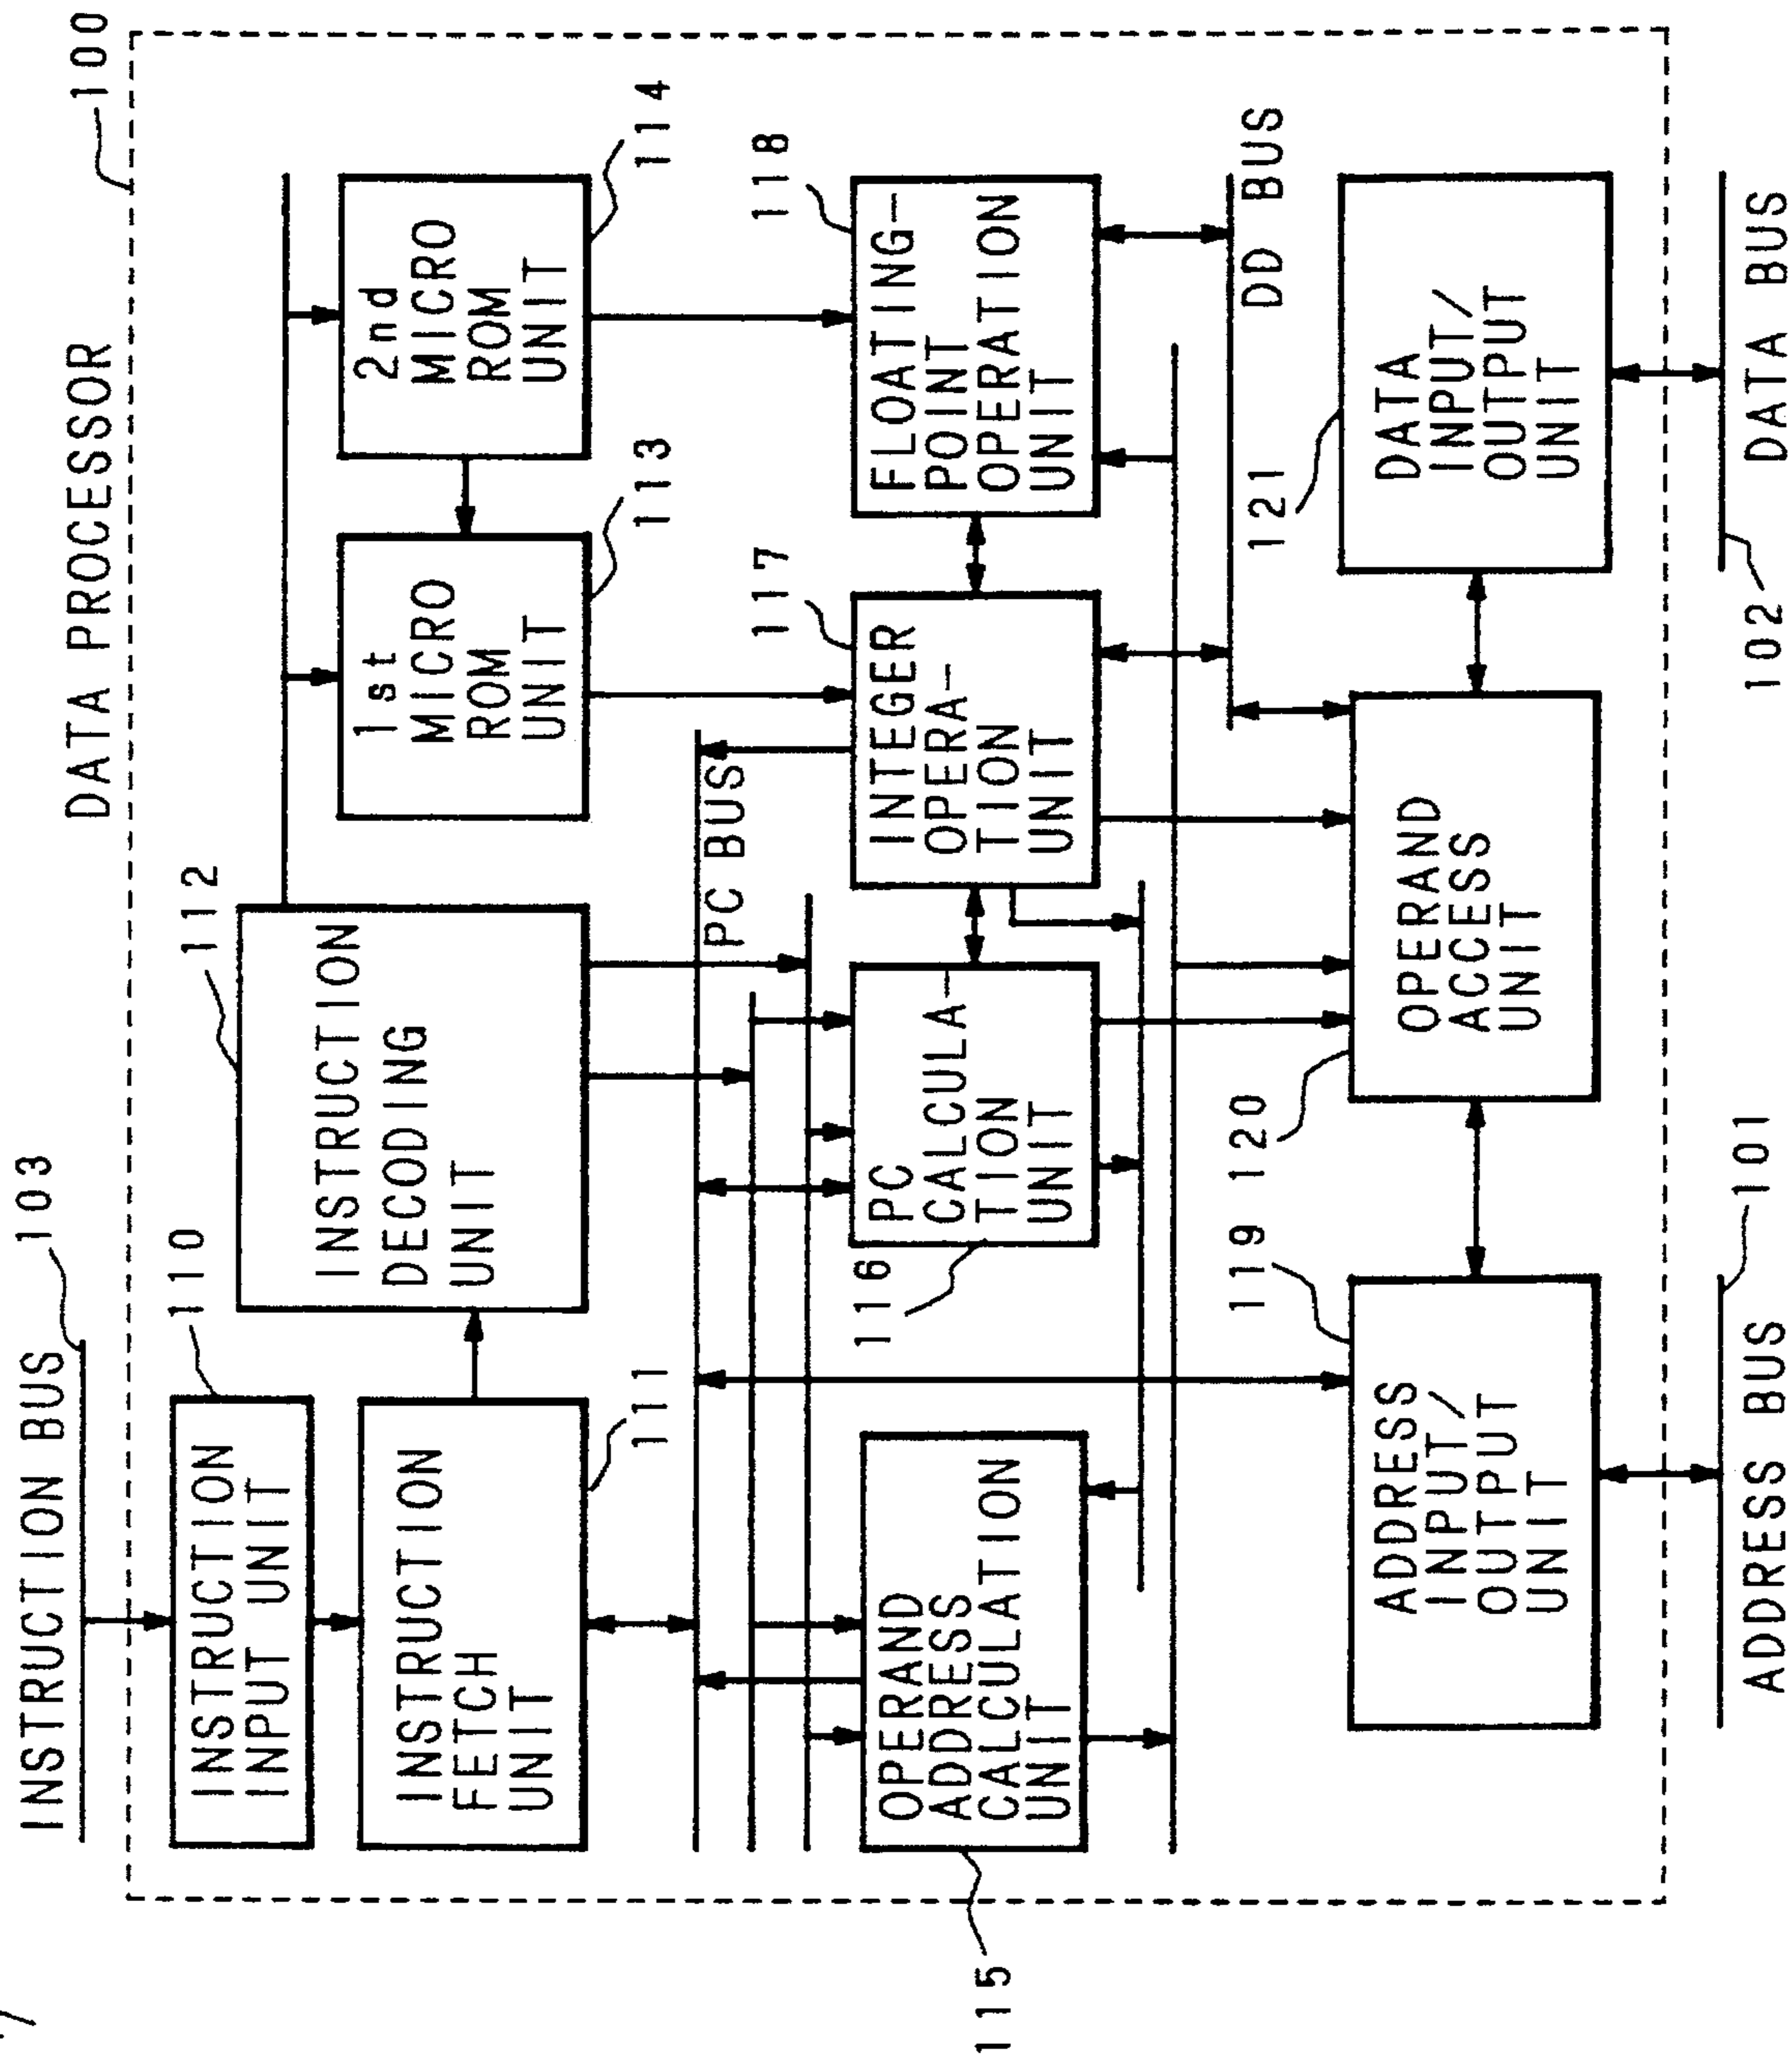 DATA PROCESSOR
100
INSTRUCTION BUS
103
INSTRUCTION
INPUT UNIT
110
INSTRUCTION
FETCH
UNIT
111
INSTRUCTION
DECODING
UNIT
112
1st
MICRO
ROM
UNIT
113
2nd
MICRO
ROM
UNIT
114
PC BUS
OPERAND
ADDRESS
CALCULATION
UNIT
115
PC
CALCULA-
TION
UNIT
116
INTEGER
OPERA-
TION
UNIT
117
FLOATING-
POINT
OPERATION
UNIT
118
DD BUS
ADDRESS
INPUT/
OUTPUT
UNIT
119
OPERAND
ACCESS
UNIT
120
DATA
INPUT/
OUTPUT
UNIT
121
ADDRESS BUS
101
DATA BUS
102